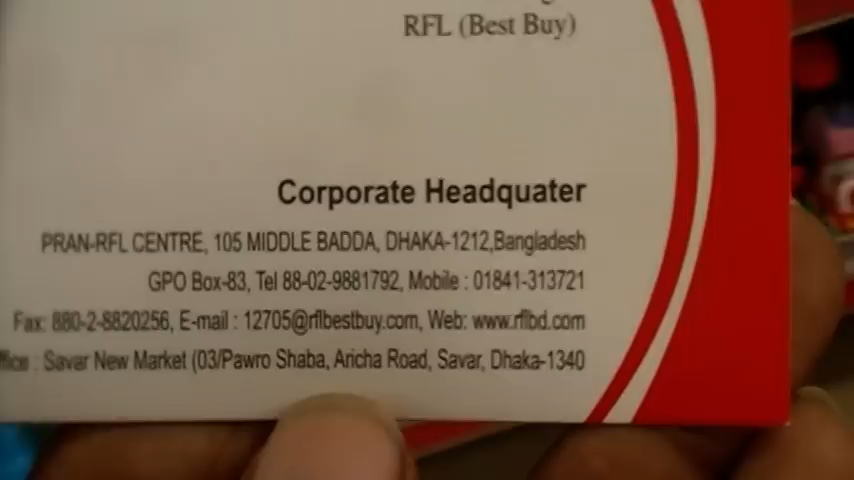 RFL (Best Buy)
Corporate Headquater
PRAN-RFL CENTRE, 105 MIDDLE BADDA, DHAKA-1212,Bangladesh
GPO Box-83, Tel 88-02-9881792, Mobile : 01841-313721
Fax: 880-2-8820256, E-mail : 12705@rflbestbuy.com, Web: www.rflbd.com
: Savar New Market (03/Pawro Shaba, Aricha Road, Savar, Dhaka-1340